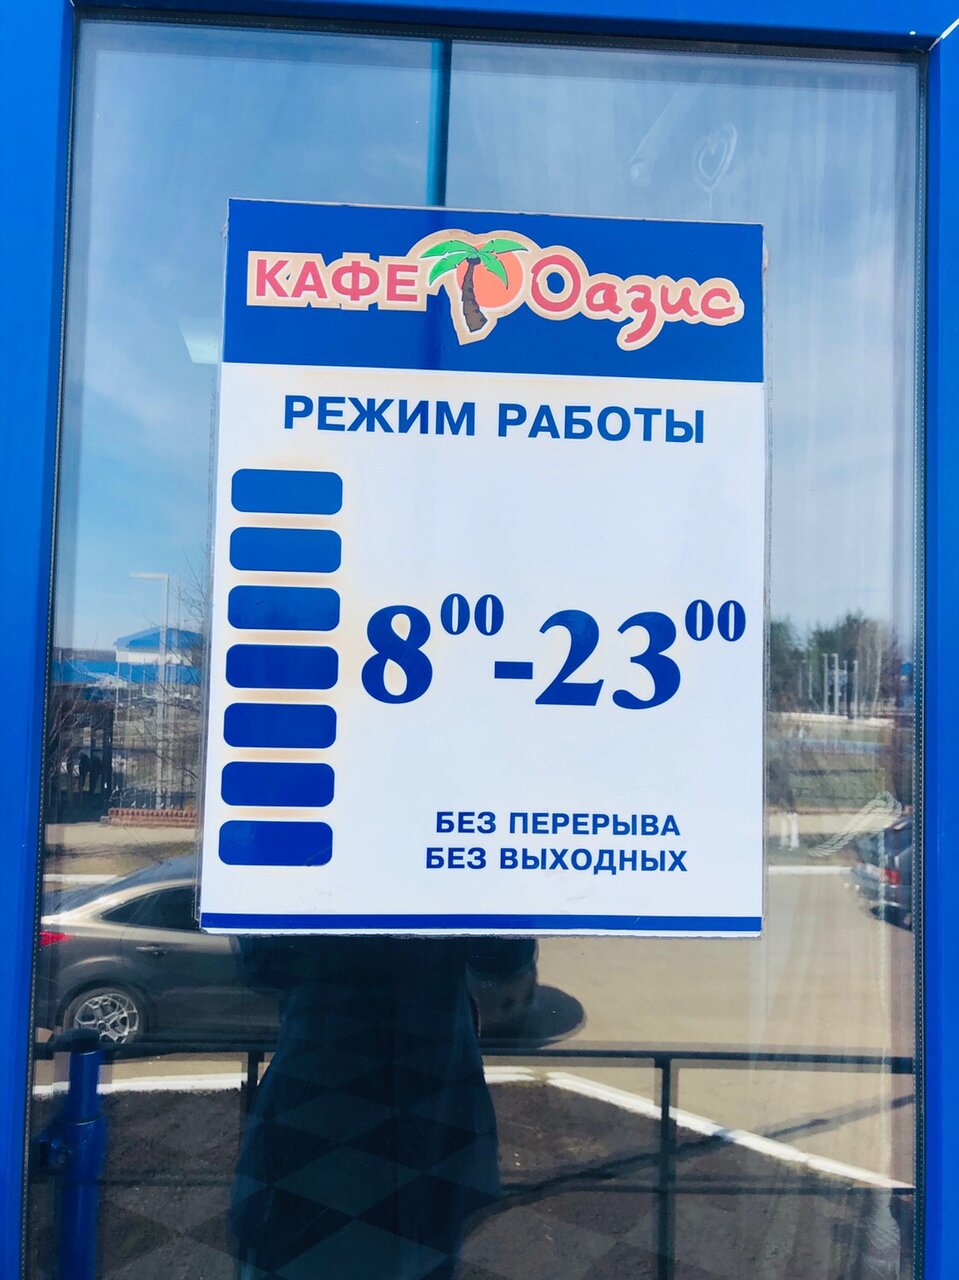 КАФЕ Оазис
РЕЖИМ РАБОТЫ
8⁰⁰-23⁰⁰
БЕЗ ПЕРЕРЫВА
БЕЗ ВЫХОДНЫХ